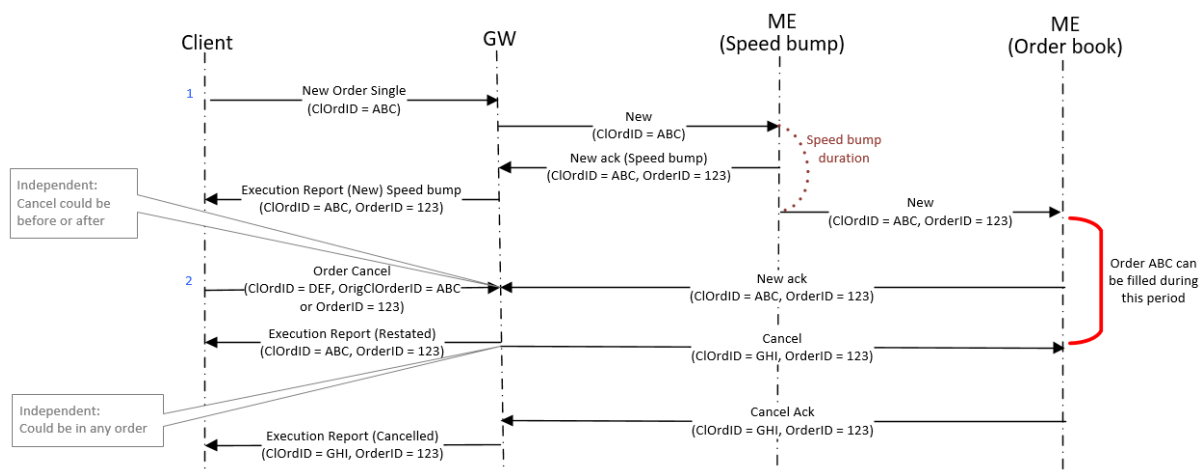 Client
GW
ME
(Speed bump)
ME
(Order book)
1
New Order Single
(ClOrdID = ABC)
New
(ClOrdID = ABC)
Speed bump
duration
New ack (Speed bump)
(ClOrdID = ABC, OrderID = 123)
Independent:
Cancel could be
before or after
Execution Report (New) Speed bump
(ClOrdID = ABC, OrderID = 123)
New
(ClOrdID = ABC, OrderID = 123)
2
Order Cancel
(ClOrdID = DEF, OrigClOrderID = ABC
or OrderID = 123)
New ack
(ClOrdID = ABC, OrderID = 123)
Order ABC can
be filled during
this period
Execution Report (Restated)
(ClOrdID = ABC, OrderID = 123)
Cancel
(ClOrdID = GHI, OrderID = 123)
Independent:
Could be in any order
Cancel Ack
(ClOrdID = GHI, OrderID = 123)
Execution Report (Cancelled)
(ClOrdID = GHI, OrderID = 123)